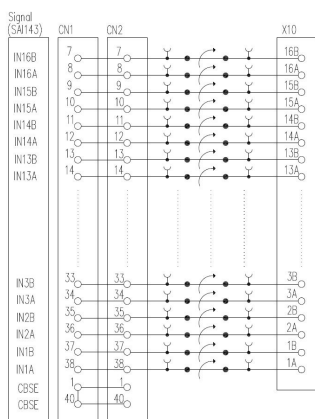 Signal
(SAI143) CN1 CN2 X10
IN16B 7 7 16B
IN16A 8 8 16A
IN15B 9 9 15B
IN15A 10 10 15A
IN14B 11 11 14B
IN14A 12 12 14A
IN13B 13 13 13B
IN13A 14 14 13A
IN3B 33 33 3B
IN3A 34 34 3A
IN2B 35 35 2B
IN2A 36 36 2A
IN1B 37 37 1B
IN1A 38 38 1A
CBSE 1 1
CBSE 40 40